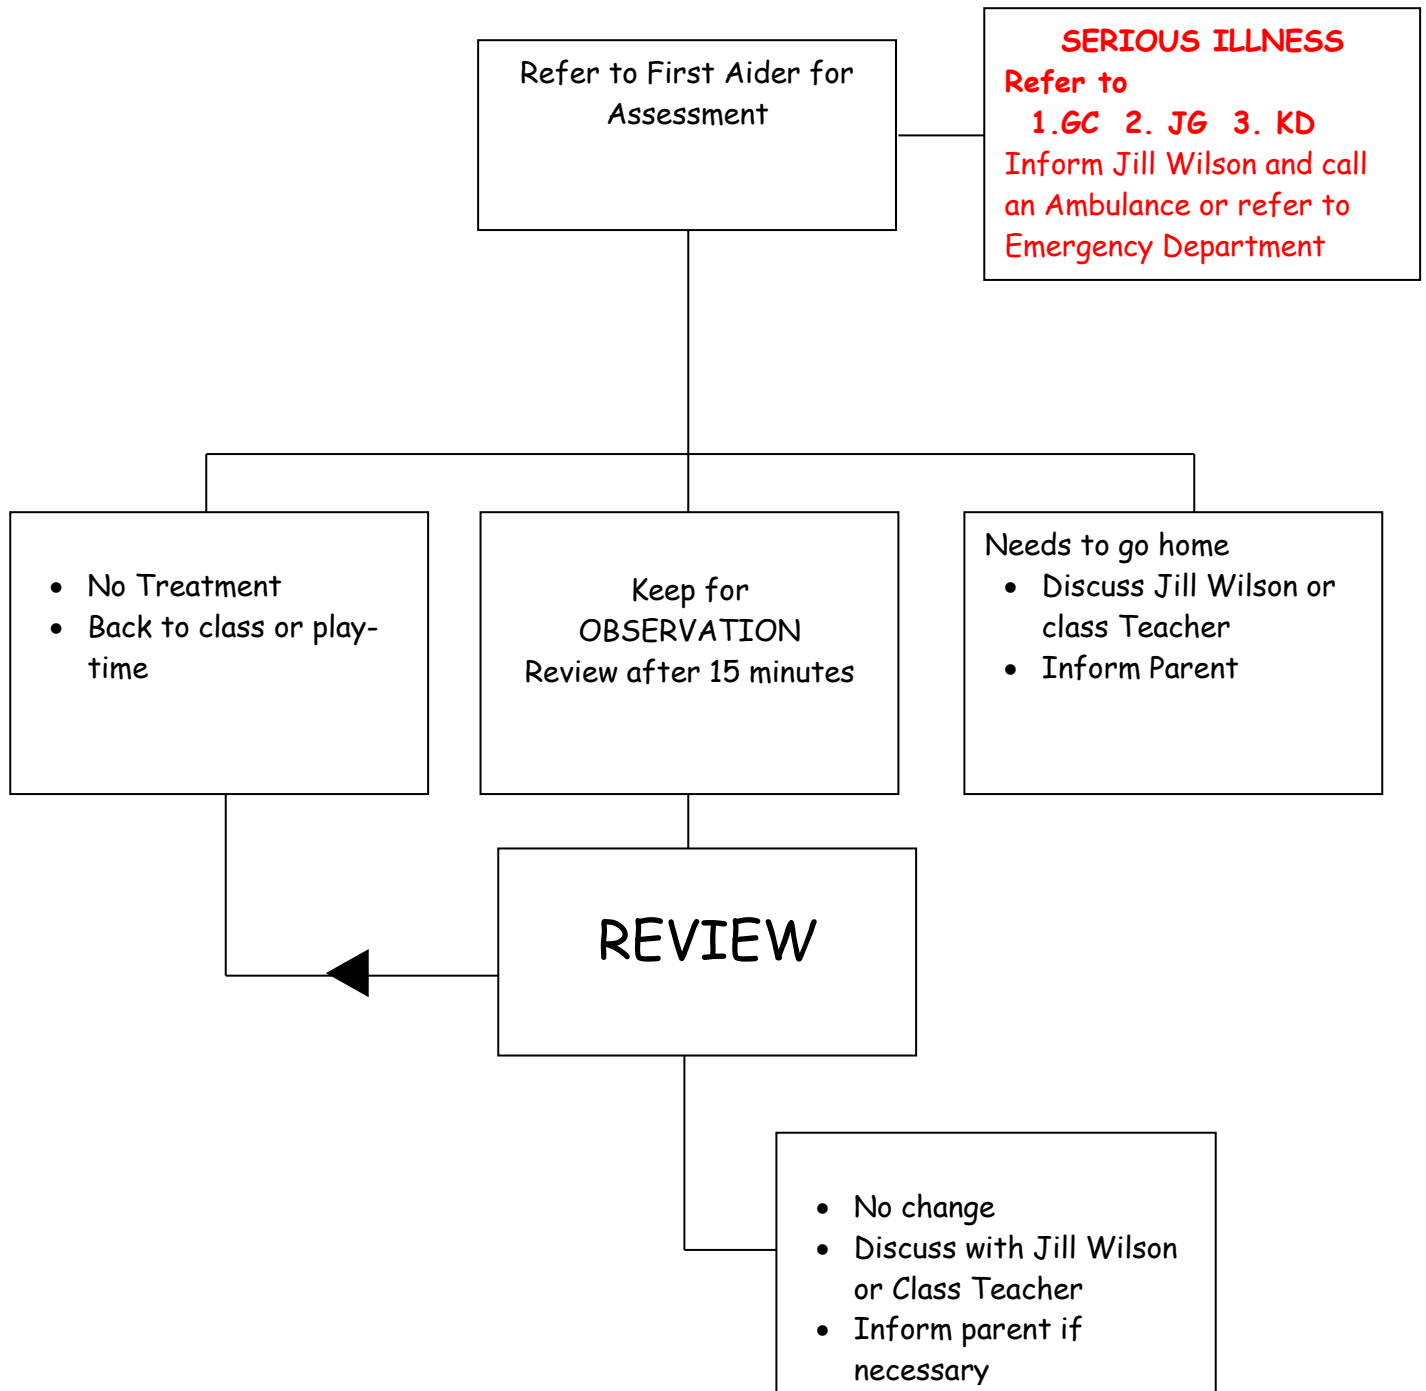 Refer to First Aider for
Assessment
SERIOUS ILLNESS
Refer to
1.GC 2. JG 3. KD
Inform Jill Wilson and call
an Ambulance or refer to
Emergency Department
• No Treatment
• Back to class or play-
time
Keep for
OBSERVATION
Review after 15 minutes
Needs to go home
• Discuss Jill Wilson or
class Teacher
• Inform Parent
REVIEW
• No change
• Discuss with Jill Wilson
or Class Teacher
• Inform parent if
necessary